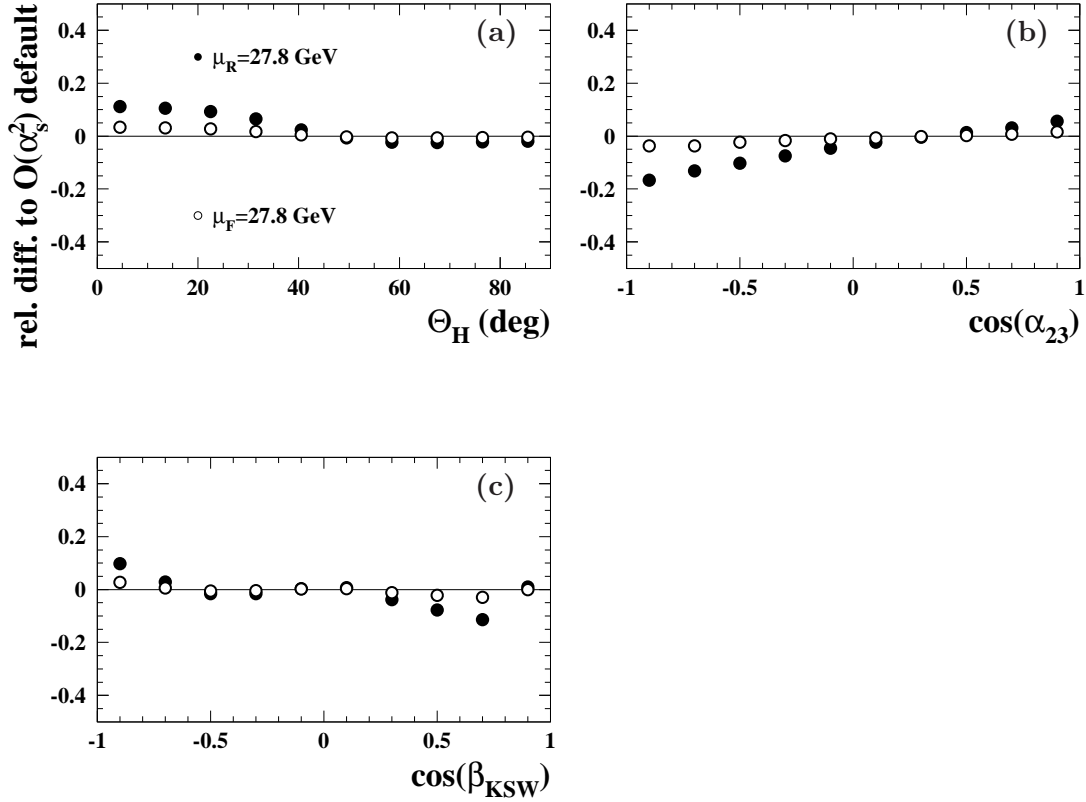 rel. diff. to O(α_s^2) default
0.4
0.2
0
-0.2
-0.4
(a)
μ_R=27.8 GeV
μ_F=27.8 GeV
0 20 40 60 80
Θ_H (deg)
0.4
0.2
0
-0.2
-0.4
(b)
-1 -0.5 0 0.5 1
cos(α_23)
0.4
0.2
0
-0.2
-0.4
(c)
-1 -0.5 0 0.5 1
cos(β_KSW)